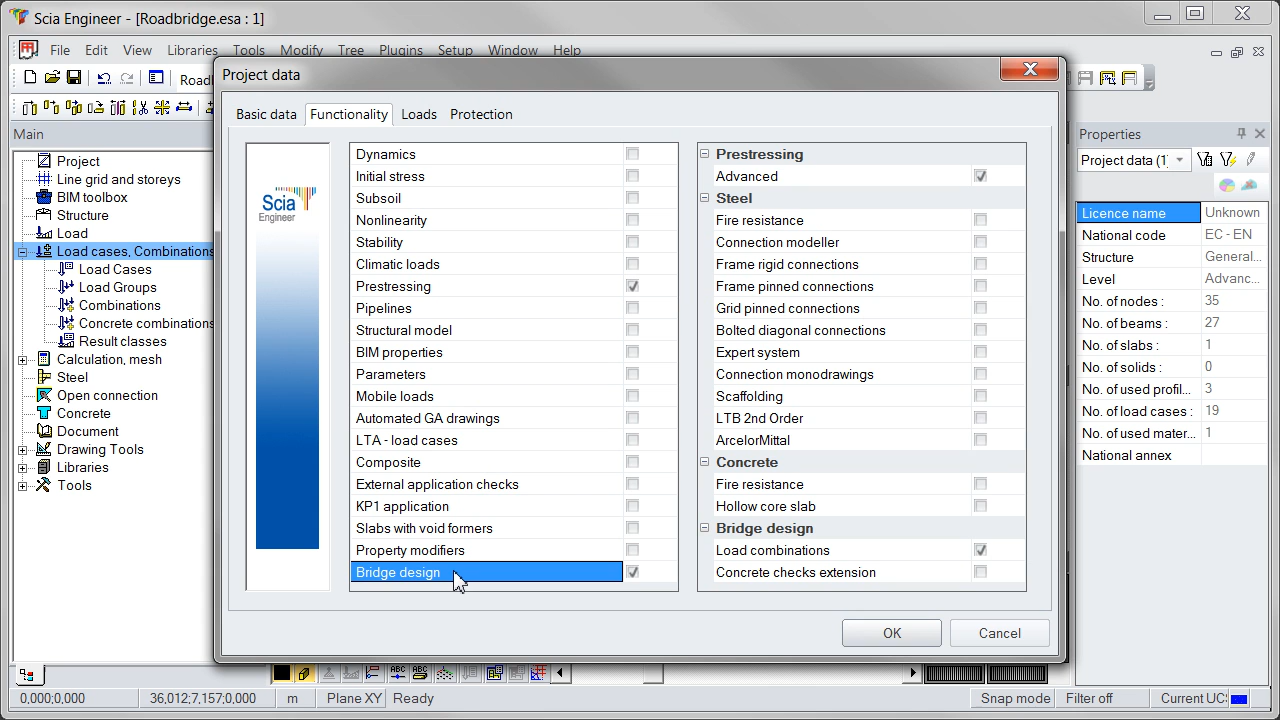 Scia Engineer - [Roadbridge.esa : 1]
File Edit View Libraries Tools Modify Tree Plugins Setup Window Help
Project data
Basic data Functionality Loads Protection
Main
Project
Line grid and storeys
BIM toolbox
Structure
Load
Load cases, Combinations
Load Cases
Load Groups
Combinations
Concrete combinations
Result classes
Calculation, mesh
Steel
Open connection
Concrete
Document
Drawing Tools
Libraries
Tools
Scia
Engineer
Dynamics
Initial stress
Subsoil
Nonlinearity
Stability
Climatic loads
Prestressing
Pipelines
Structural model
BIM properties
Parameters
Mobile loads
Automated GA drawings
LTA - load cases
Composite
External application checks
KP1 application
Slabs with void formers
Property modifiers
Bridge design
Prestressing
Advanced
Steel
Fire resistance
Connection modeller
Frame rigid connections
Frame pinned connections
Grid pinned connections
Bolted diagonal connections
Expert system
Connection monodrawings
Scaffolding
LTB 2nd Order
ArcelorMittal
Concrete
Fire resistance
Hollow core slab
Bridge design
Load combinations
Concrete checks extension
OK Cancel
Properties
Project data (1)
Licence name Unknown
National code EC - EN
Structure General...
Level Advanc...
No. of nodes : 35
No. of beams : 27
No. of slabs : 1
No. of solids : 0
No. of used profil... 3
No. of load cases : 19
No. of used mater... 1
National annex
0,000;0,000 36,012;7,157;0,000 m Plane XY Ready Snap mode Filter off Current UC